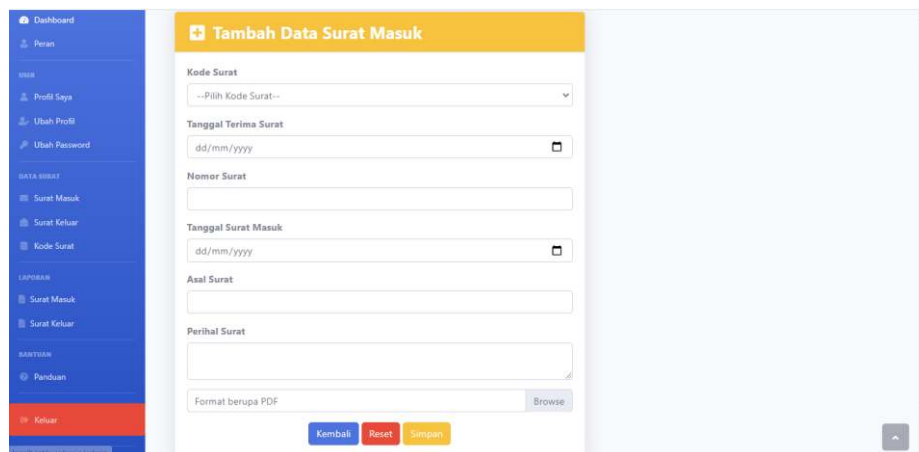 Dashboard
Peran
USER
Profil Saya
Ubah Profil
Ubah Password
DATA SURAT
Surat Masuk
Surat Keluar
Kode Surat
LAPORAN
Surat Masuk
Surat Keluar
BANTUAN
Panduan
Keluar
Tambah Data Surat Masuk
Kode Surat
--Pilih Kode Surat--
Tanggal Terima Surat
dd/mm/yyyy
Nomor Surat
Tanggal Surat Masuk
dd/mm/yyyy
Asal Surat
Perihal Surat
Format berupa PDF
Browse
Kembali Reset Simpan